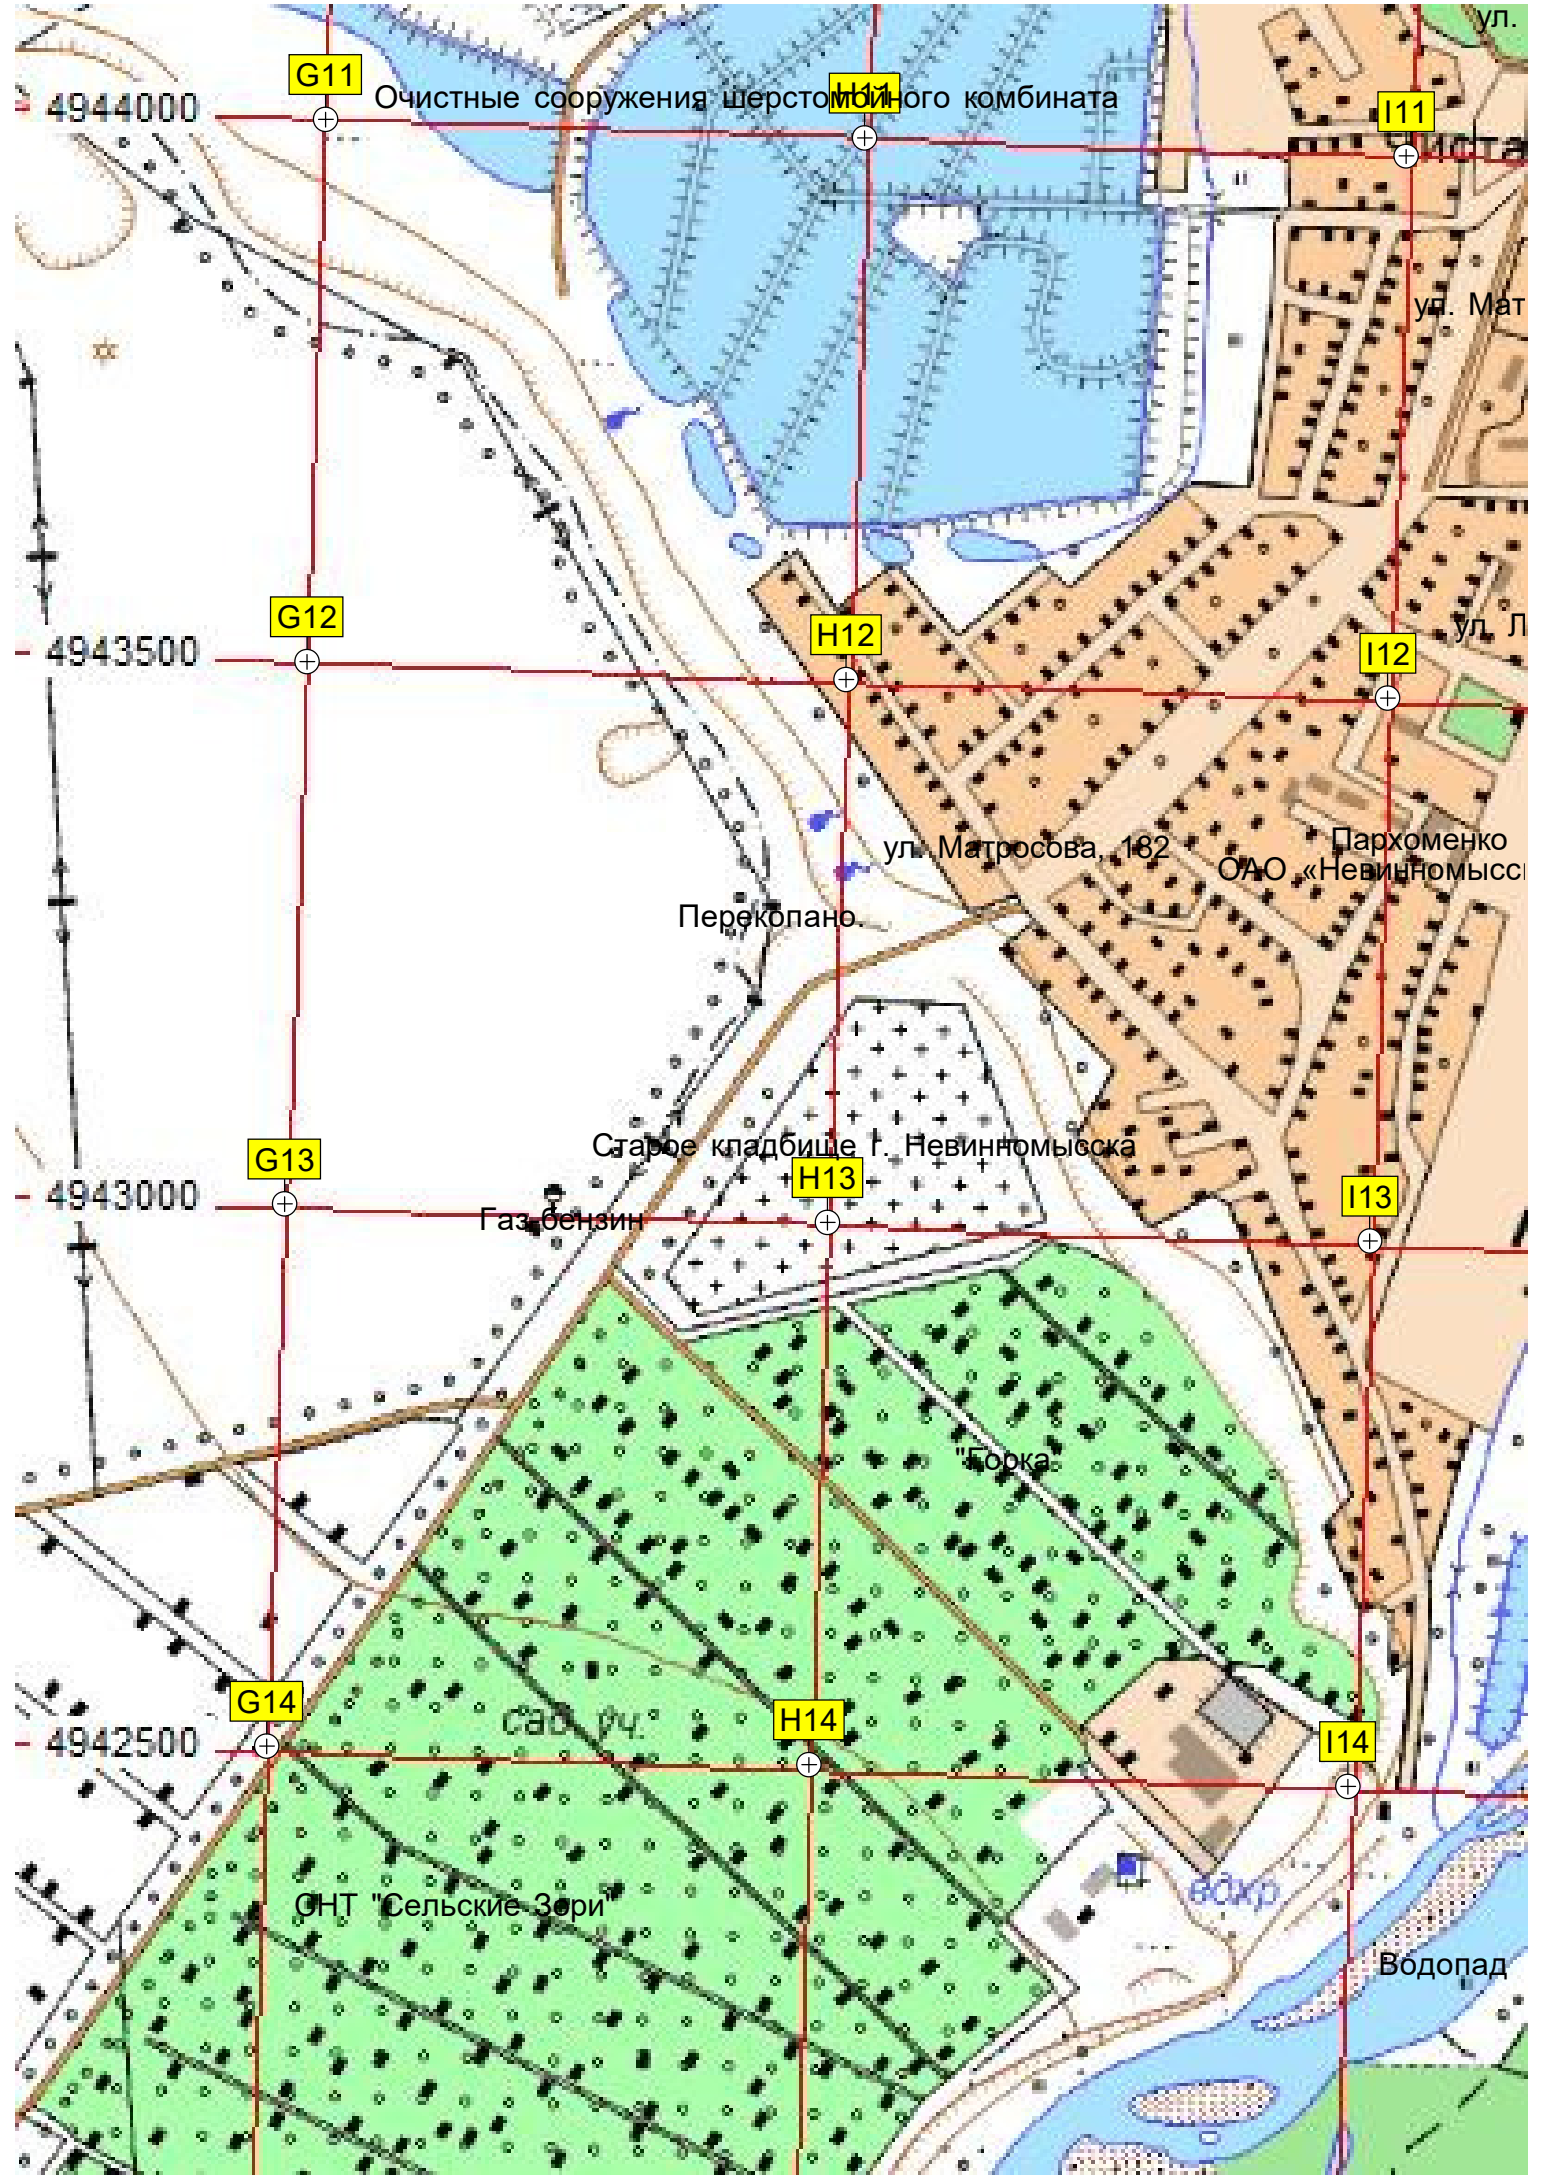 ул.
G11
4944000
Очистные сооружения шерстомойного комбината
H11
I11
ул. Мат
G12
4943500
H12
ул. Л
I12
ул. Матросова, 182
Пархоменко
ОАО «Невинномысс
Перекопано.
Старое кладбище г. Невинномысска
G13
4943000
H13
I13
Газ-бензин
"Горка"
G14
4942500
сад. уч.
H14
I14
СНТ "Сельские Зори"
вдхр
Водопад